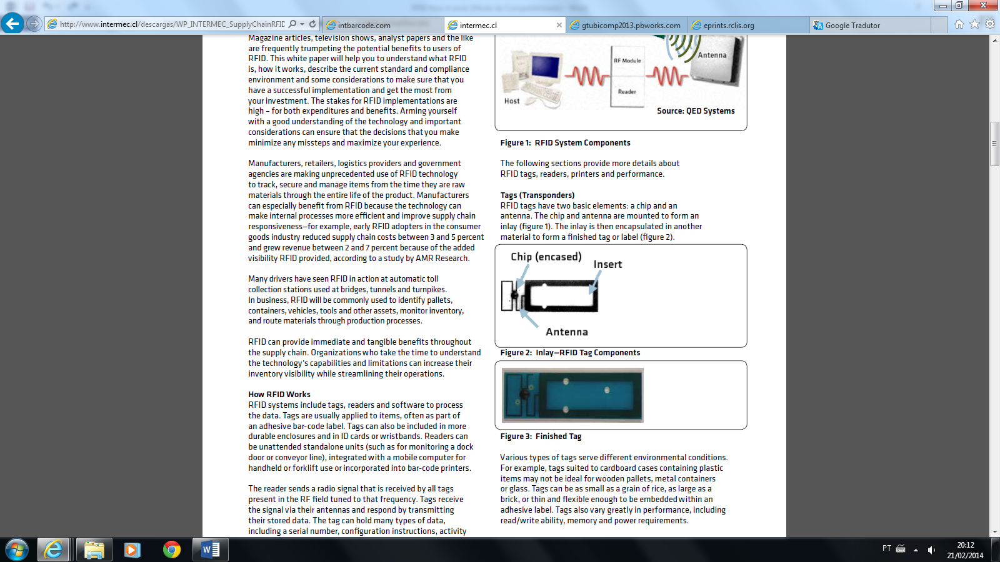 http://www.intermec.cl/descargas/WP_INTERMEC_SupplyChainRFID
intbarcode.com
intermec.cl
gtubicomp2013.pbworks.com
eprints.rclis.org
Google Tradutor
Magazine articles, television shows, analyst papers and the like
are frequently trumpeting the potential benefits to users of
RFID. This white paper will help you to understand what RFID
is, how it works, describe the current standard and compliance
environment and some considerations to make sure that you
have a successful implementation and get the most from
your investment. The stakes for RFID implementations are
high – for both expenditures and benefits. Arming yourself
with a good understanding of the technology and important
considerations can ensure that the decisions that you make
minimize any missteps and maximize your experience.
Manufacturers, retailers, logistics providers and government
agencies are making unprecedented use of RFID technology
to track, secure and manage items from the time they are raw
materials through the entire life of the product. Manufacturers
can especially benefit from RFID because the technology can
make internal processes more efficient and improve supply chain
responsiveness—for example, early RFID adopters in the consumer
goods industry reduced supply chain costs between 3 and 5 percent
and grew revenue between 2 and 7 percent because of the added
visibility RFID provided, according to a study by AMR Research.
Many drivers have seen RFID in action at automatic toll
collection stations used at bridges, tunnels and turnpikes.
In business, RFID will be commonly used to identify pallets,
containers, vehicles, tools and other assets, monitor inventory,
and route materials through production processes.
RFID can provide immediate and tangible benefits throughout
the supply chain. Organizations who take the time to understand
the technology's capabilities and limitations can increase their
inventory visibility while streamlining their operations.
How RFID Works
RFID systems include tags, readers and software to process
the data. Tags are usually applied to items, often as part of
an adhesive bar-code label. Tags can also be included in more
durable enclosures and in ID cards or wristbands. Readers can
be unattended standalone units (such as for monitoring a dock
door or conveyor line), integrated with a mobile computer for
handheld or forklift use or incorporated into bar-code printers.
The reader sends a radio signal that is received by all tags
present in the RF field tuned to that frequency. Tags receive
the signal via their antennas and respond by transmitting
their stored data. The tag can hold many types of data,
including a serial number, configuration instructions, activity
Antenna
RF Module
Reader
Host
Source: QED Systems
Figure 1: RFID System Components
The following sections provide more details about
RFID tags, readers, printers and performance.
Tags (Transponders)
RFID tags have two basic elements: a chip and an
antenna. The chip and antenna are mounted to form an
inlay (figure 1). The inlay is then encapsulated in another
material to form a finished tag or label (figure 2).
Chip (encased)
Insert
Antenna
Figure 2: Inlay—RFID Tag Components
Figure 3: Finished Tag
Various types of tags serve different environmental conditions.
For example, tags suited to cardboard cases containing plastic
items may not be ideal for wooden pallets, metal containers
or glass. Tags can be as small as a grain of rice, as large as a
brick, or thin and flexible enough to be embedded within an
adhesive label. Tags also vary greatly in performance, including
read/write ability, memory and power requirements.
PT
20:12
21/02/2014